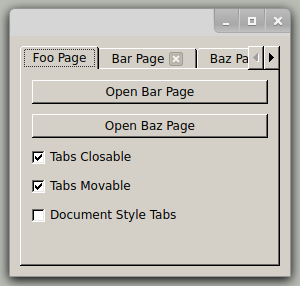 Foo Page Bar Page Baz Pa
Open Bar Page
Open Baz Page
Tabs Closable
Tabs Movable
Document Style Tabs